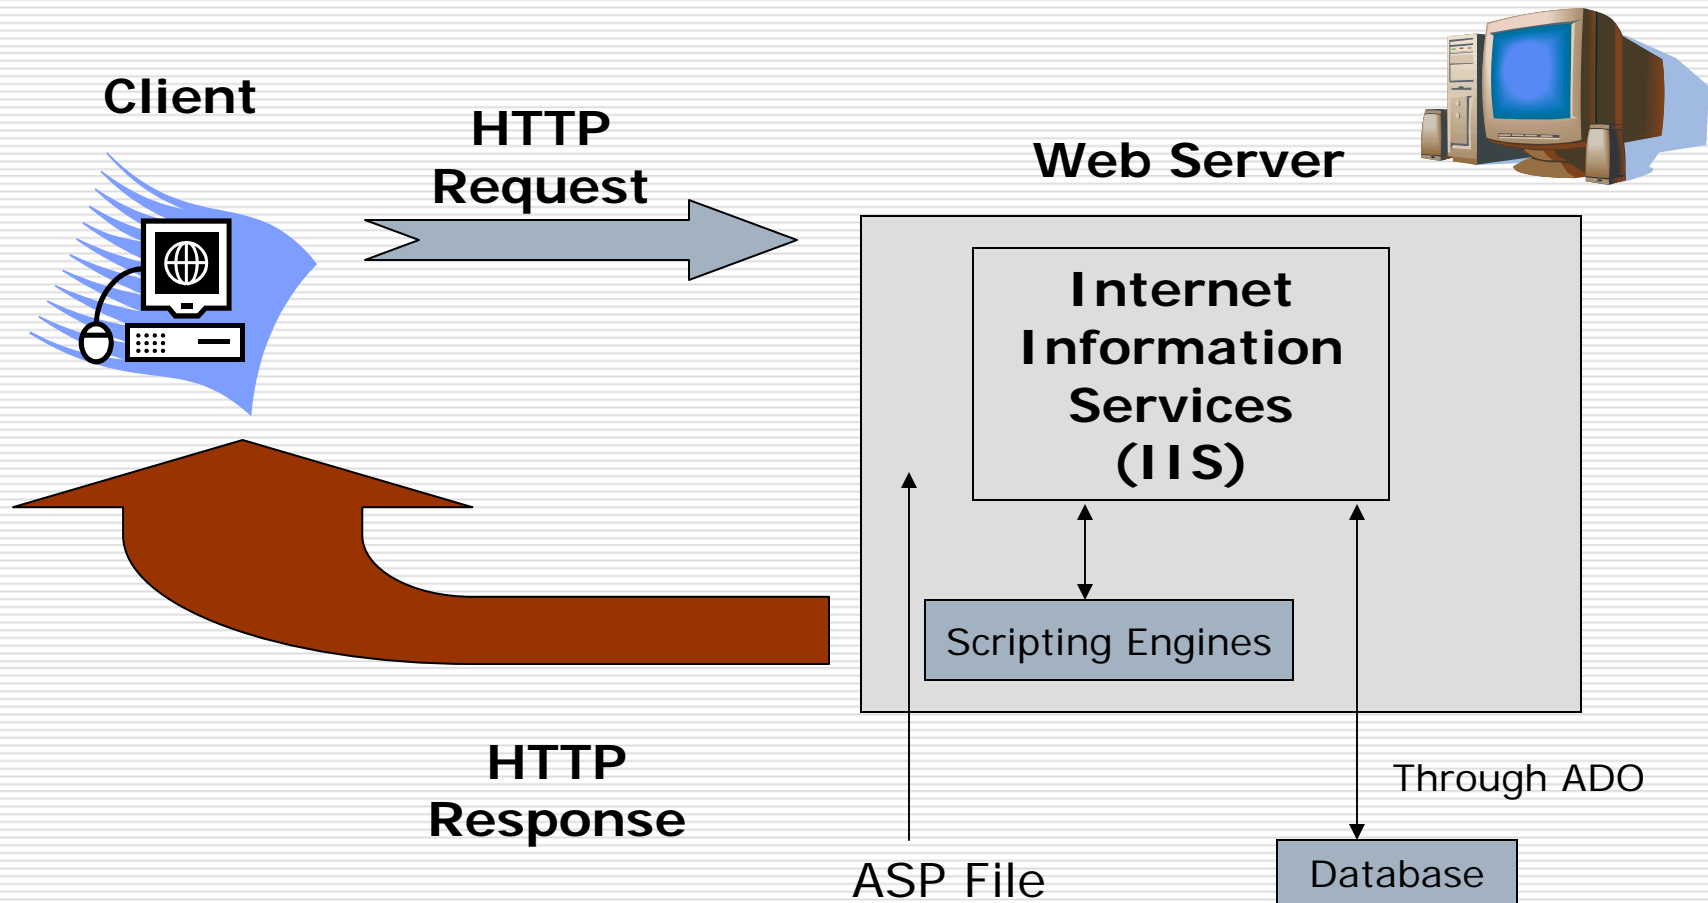 Client
HTTP
Request
Web Server
Internet
Information
Services
(IIS)
Scripting Engines
HTTP
Response
Through ADO
ASP File
Database